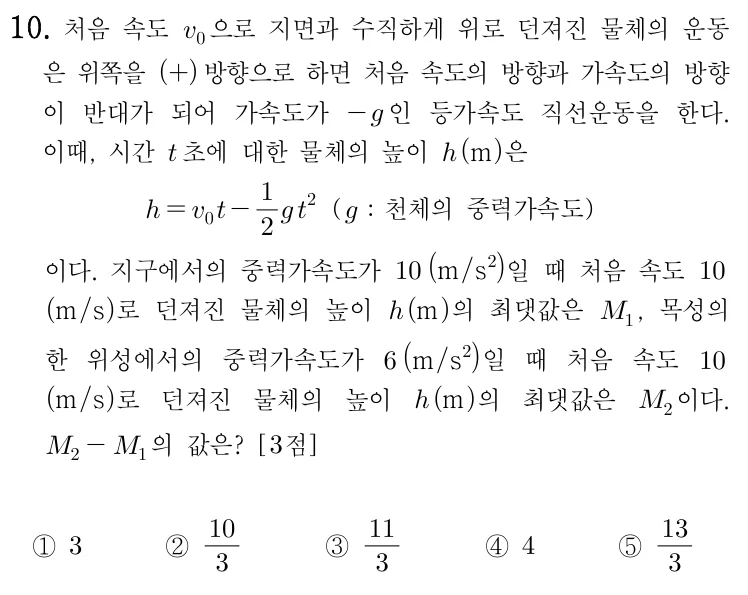 10. 처음 속도 v₀으로 지면과 수직하게 위로 던져진 물체의 운동
은 위쪽을 (+)방향으로 하면 처음 속도의 방향과 가속도의 방향
이 반대가 되어 가속도가 −g인 등가속도 직선운동을 한다.
이때, 시간 t초에 대한 물체의 높이 h(m)은
h=v₀t−1/2gt² (g : 천체의 중력가속도)
이다. 지구에서의 중력가속도가 10(m/s²)일 때 처음 속도 10
(m/s)로 던져진 물체의 높이 h(m)의 최댓값은 M₁, 목성의
한 위성에서의 중력가속도가 6(m/s²)일 때 처음 속도 10
(m/s)로 던져진 물체의 높이 h(m)의 최댓값은 M₂이다.
M₂−M₁의 값은? [3점]
① 3 ② 10/3 ③ 11/3 ④ 4 ⑤ 13/3